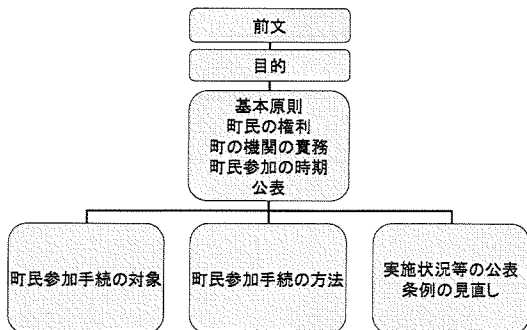 前文
目的
基本原則
町民の権利
町の機関の責務
町民参加の時期
公表
町民参加手続の対象
町民参加手続の方法
実施状況等の公表
条例の見直し